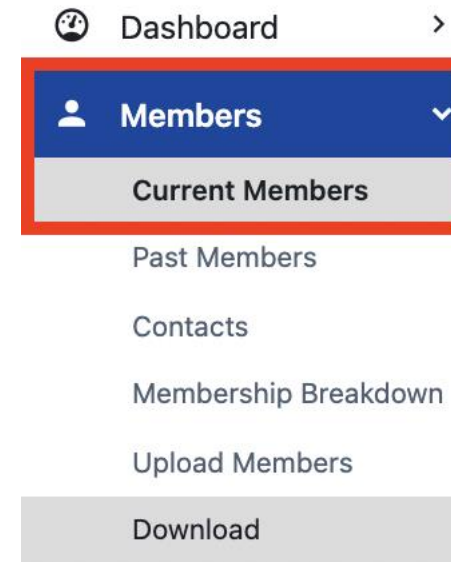 Dashboard
Members
Current Members
Past Members
Contacts
Membership Breakdown
Upload Members
Download